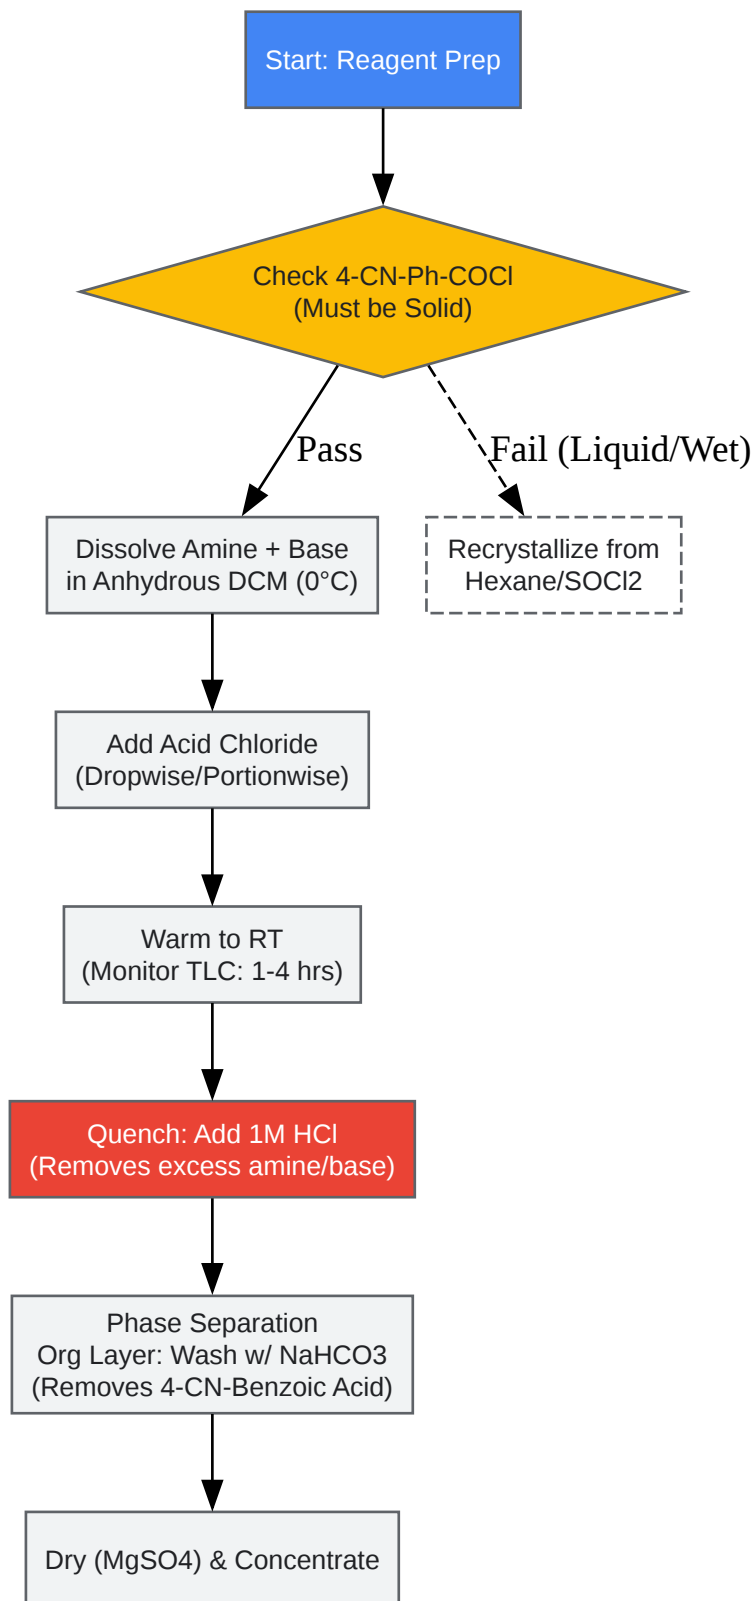 Start: Reagent Prep
Check 4-CN-Ph-COCl
(Must be Solid)
Pass
Fail (Liquid/Wet)
Dissolve Amine + Base
in Anhydrous DCM (0°C)
Recrystallize from
Hexane/SOCl2
Add Acid Chloride
(Dropwise/Portionwise)
Warm to RT
(Monitor TLC: 1-4 hrs)
Quench: Add 1M HCl
(Removes excess amine/base)
Phase Separation
Org Layer: Wash w/ NaHCO3
(Removes 4-CN-Benzoic Acid)
Dry (MgSO4) & Concentrate